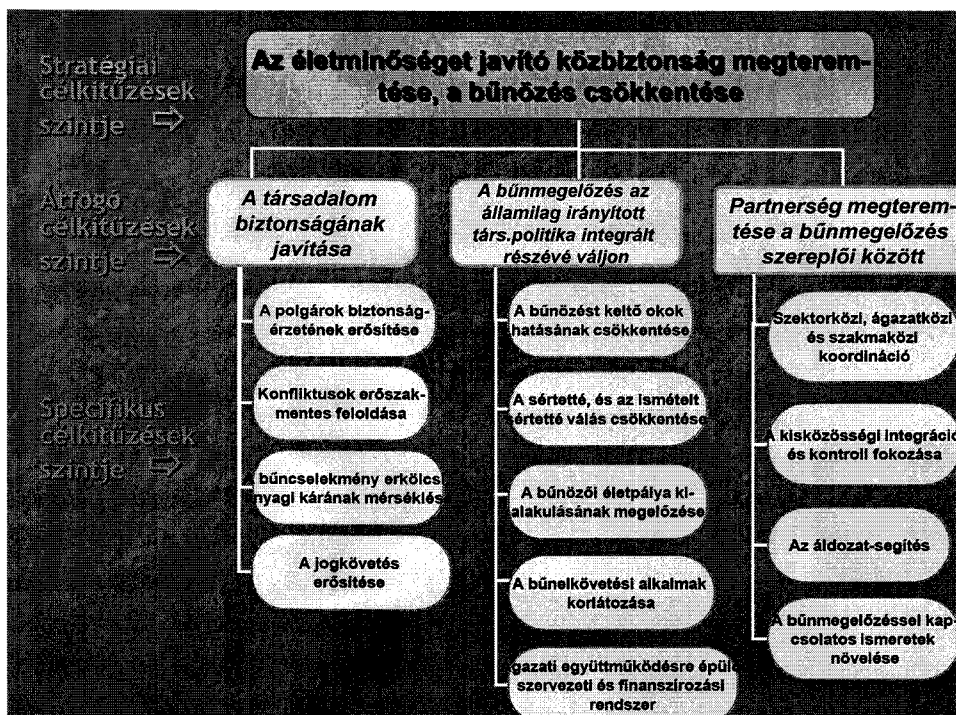 Stratégiai
célkitűzések
szintje
Az életminőséget javító közbiztonság megterem-
tése, a bűnözés csökkentése
Átfogó
célkitűzések
szintje
A társadalom
biztonságának
javítása
A bűnmegelőzés az
államilag irányított
társ.politika integrált
részévé váljon
Partnerség megterem-
tése a bűnmegelőzés
szereplői között
Specifikus
célkitűzések
szintje
A polgárok biztonság-
érzetének erősítése
Konfliktusok erőszak-
mentes feloldása
bűncselekmény erkölcs
nyagi kárának mérséklés
A jogkövetés
erősítése
A bűnözést keltő okok
hatásának csökkentése
A sértetté, és az ismételt
sértetté válás csökkentése
A bűnözői életpálya ki-
alakulásának megelőzése
A bűnelkövetési alkalmak
korlátozása
gazati együttműködésre épülő
szervezeti és finanszírozási
rendszer
Szektorközi, ágazatközi
és szakmaközi
koordináció
A kisközösségi integráció
és kontroll fokozása
Az áldozat-segítés
A bűnmegelőzéssel kap-
csolatos ismeretek
növelése